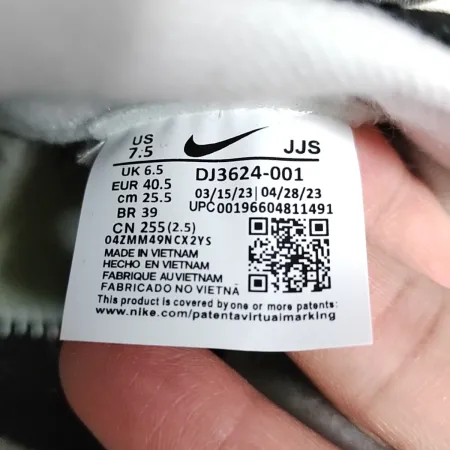 US
7.5
JJS
UK 6.5
EUR 40.5
cm 25.5
BR 39
CN 255(2.5)
DJ3624-001
03/15/23| 04/28/23
UPC00196604811491
04ZMM49NCX2YS
MADE IN VIETNAM
HECHO EN VIETNAM
FABRIQUE AU VIETNAM
FABRICADO NO VIETNÃ
This product is covered by one or more patents:
www.nike.com/patentavirtualmarking